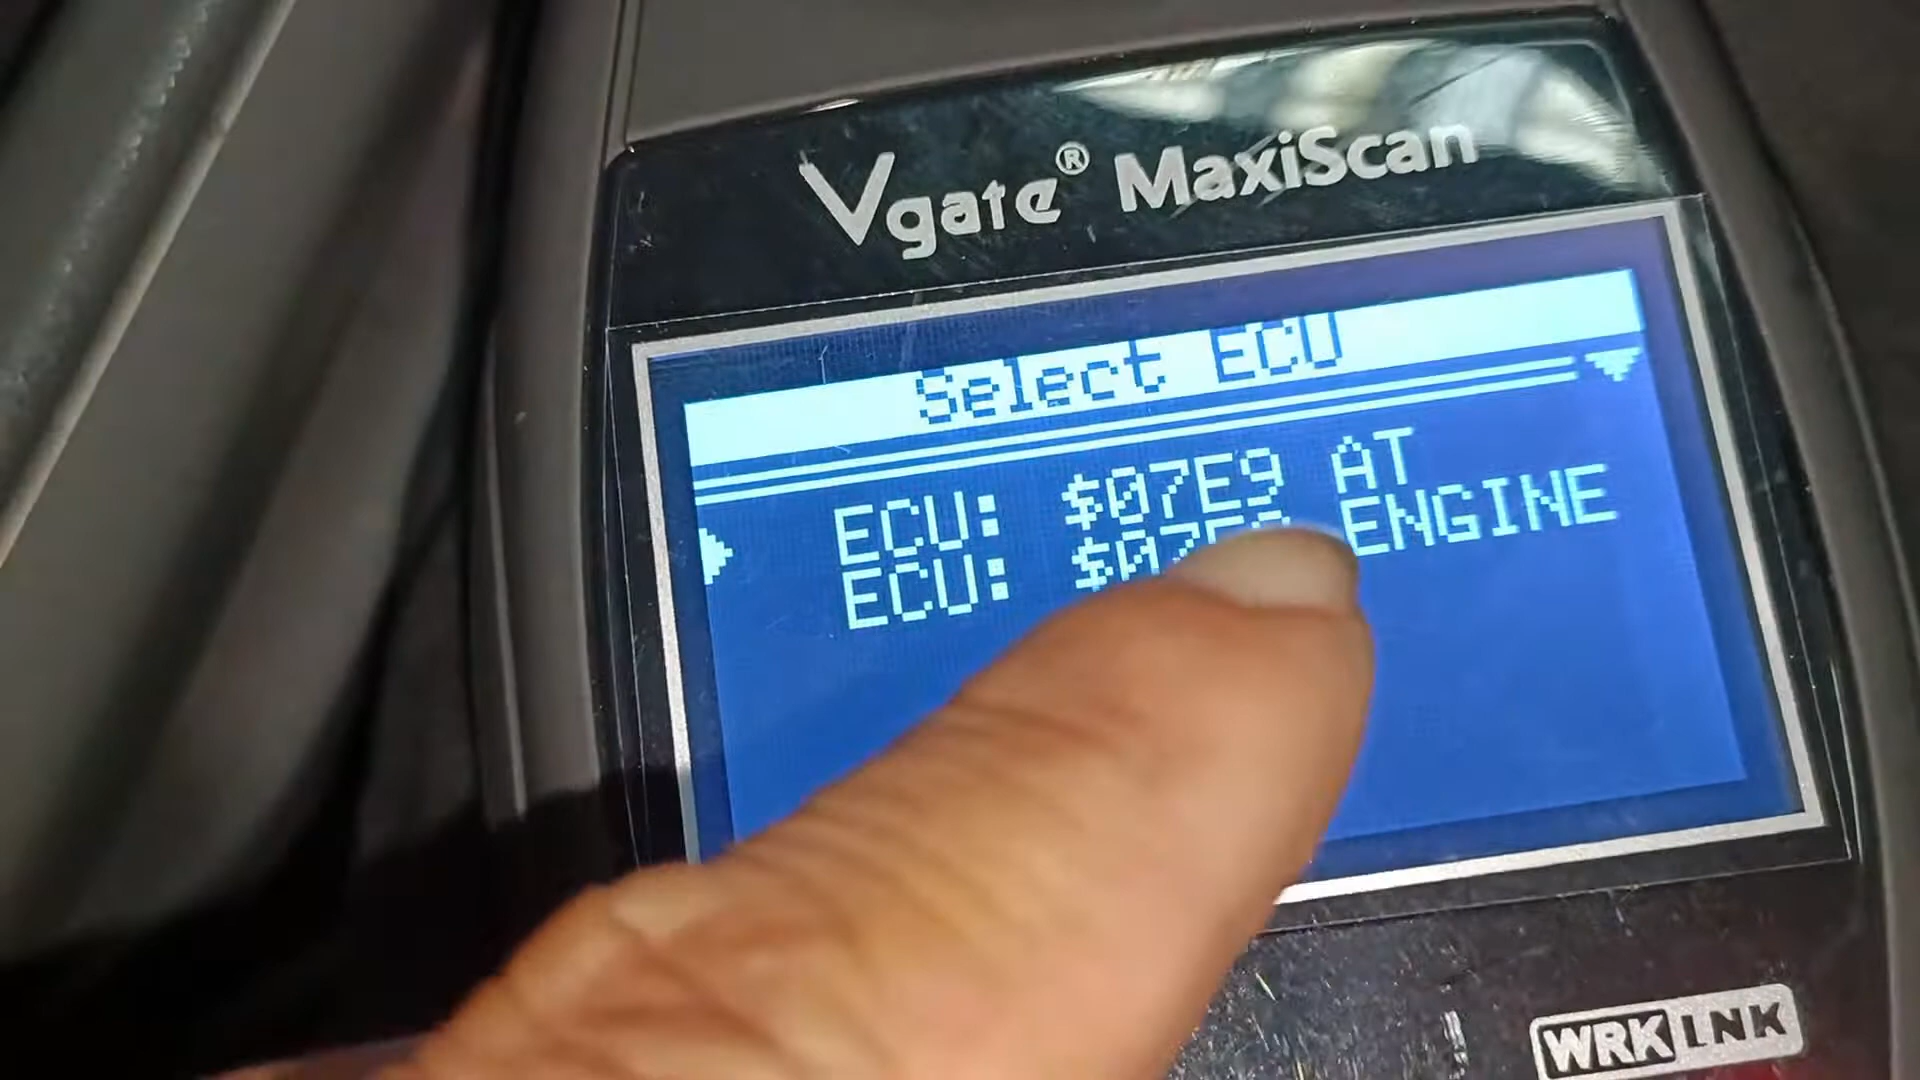 Vgate® MaxiScan
Select ECU
ECU: $07E9 AT
ECU: ENGINE
WRKLNK